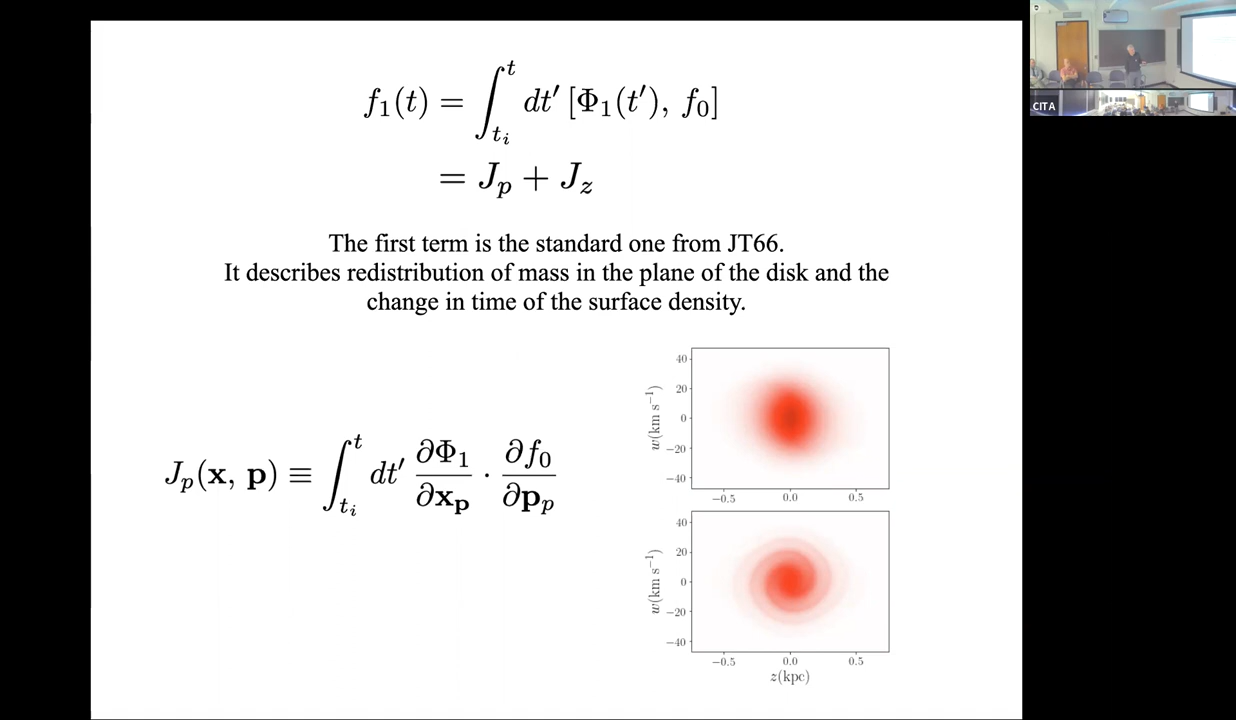 f₁(t) = ∫_{t_i}^{t} dt′ [Φ₁(t′), f₀]
= J_p + J_z
The first term is the standard one from JT66.
It describes redistribution of mass in the plane of the disk and the
change in time of the surface density.
J_p(x, p) ≡ ∫_{t_i}^{t} dt′ ∂Φ₁/∂x_p · ∂f₀/∂p_p
w(km s⁻¹)
40
20
0
−20
−40
−0.5 0.0 0.5
w(km s⁻¹)
40
20
0
−20
−40
−0.5 0.0 0.5
z(kpc)
CITA